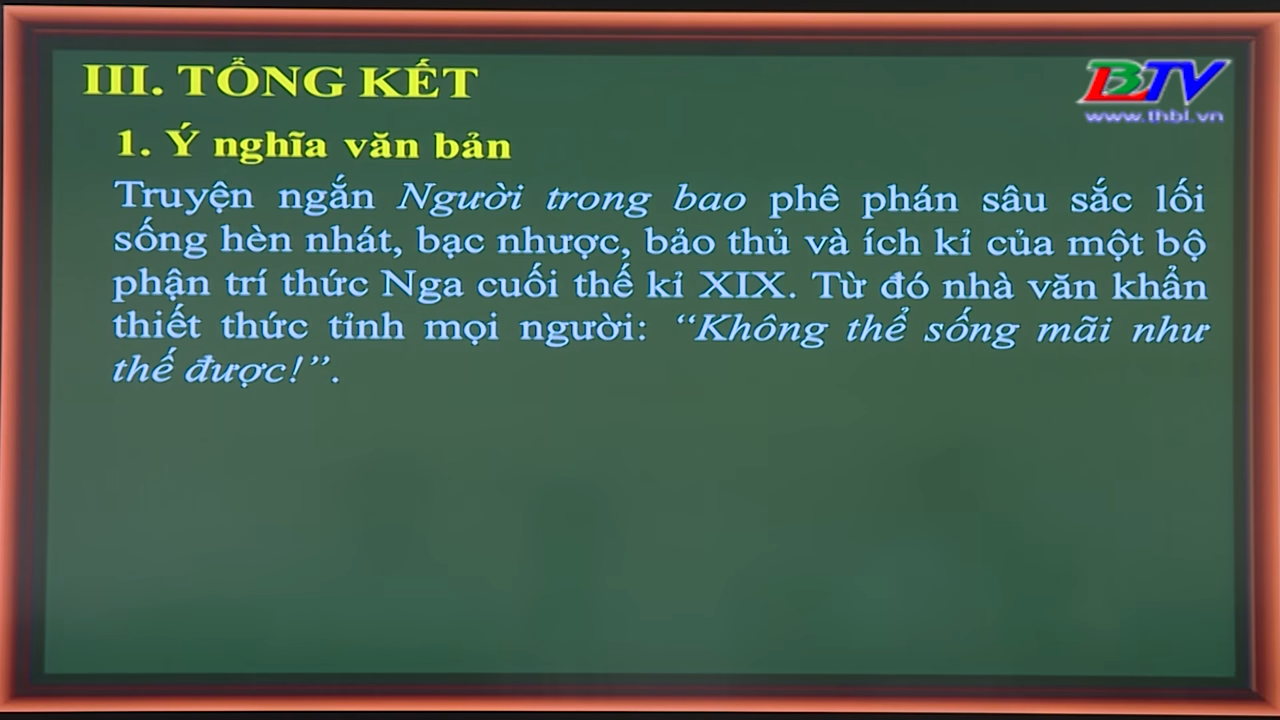 III. TỔNG KẾT
BTV
www.thbl.vn
1. Ý nghĩa văn bản
Truyện ngắn Người trong bao phê phán sâu sắc lối
sống hèn nhát, bạc nhược, bảo thủ và ích kỉ của một bộ
phận trí thức Nga cuối thế kỉ XIX. Từ đó nhà văn khẩn
thiết thức tỉnh mọi người: “Không thể sống mãi như
thế được!”.